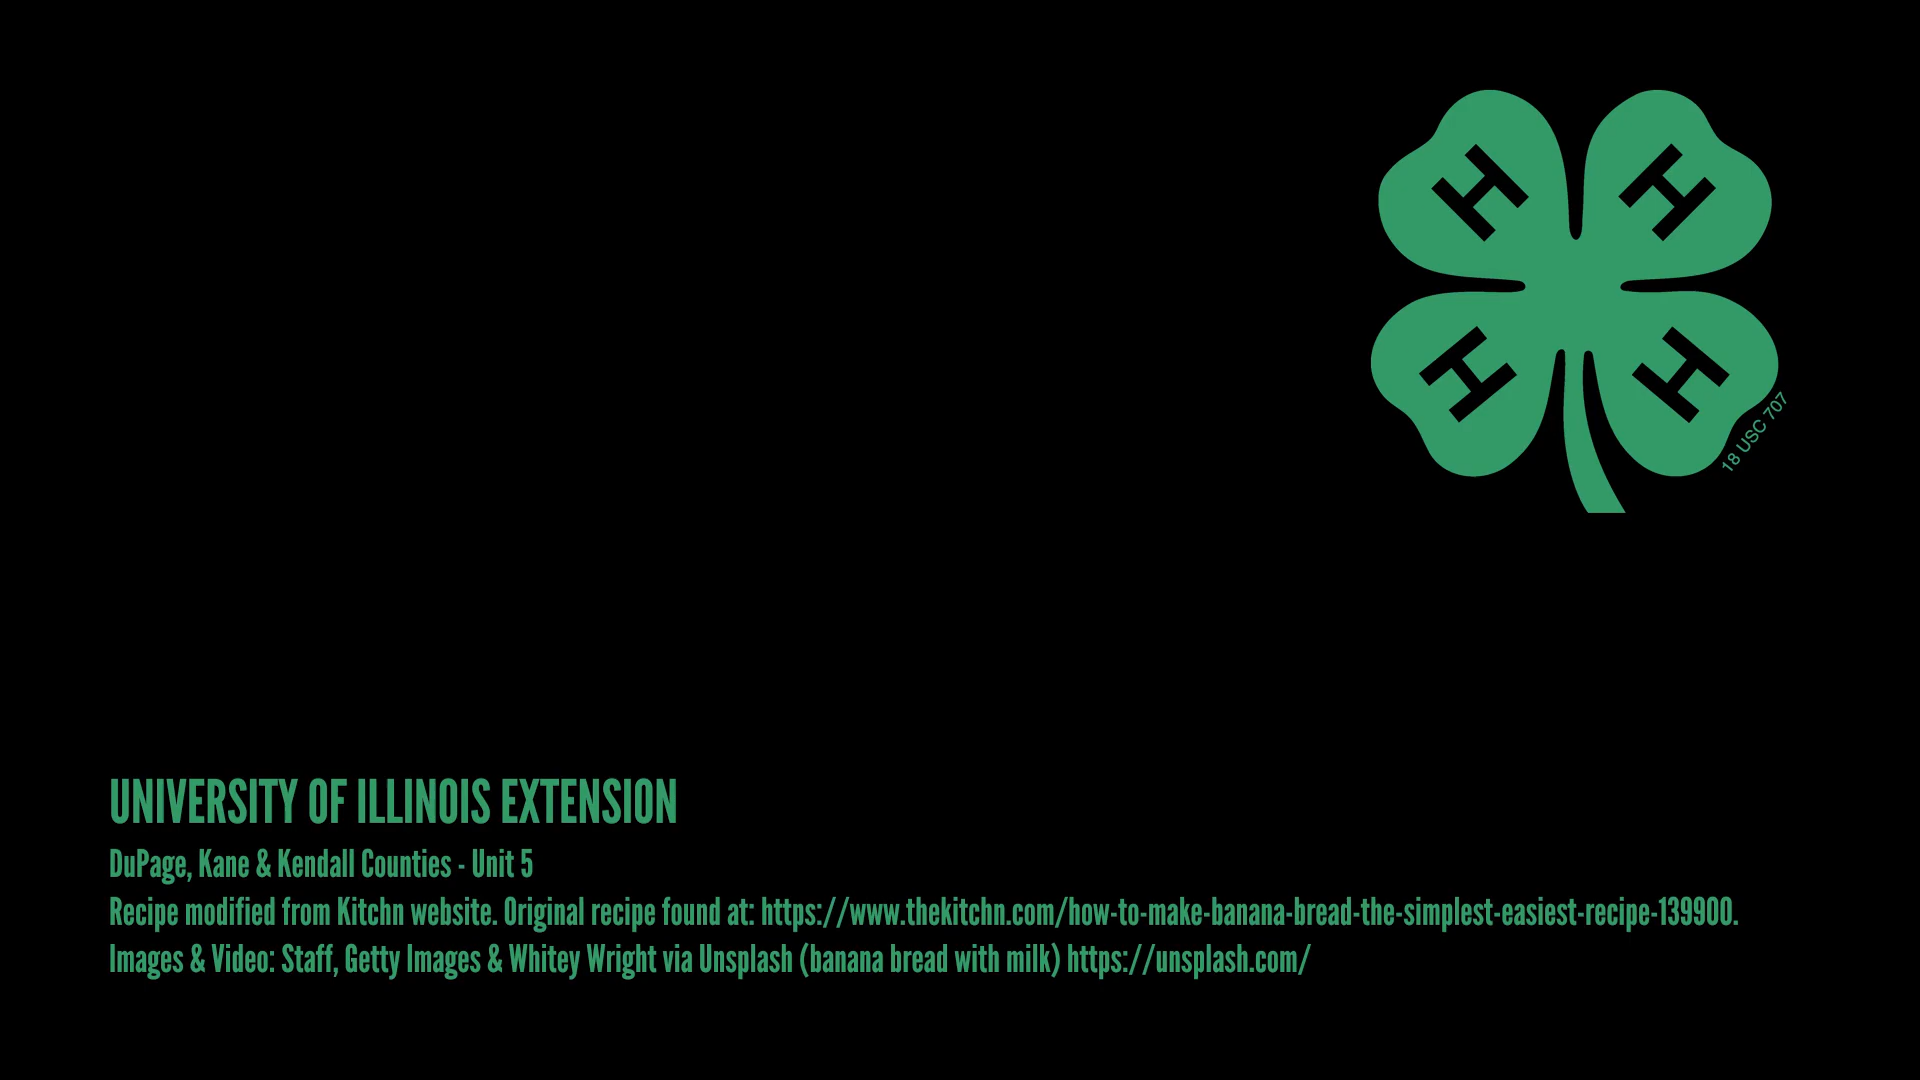 H H
H H
18 USC 707
UNIVERSITY OF ILLINOIS EXTENSION
DuPage, Kane & Kendall Counties - Unit 5
Recipe modified from Kitchn website. Original recipe found at: https://www.thekitchn.com/how-to-make-banana-bread-the-simplest-easiest-recipe-139900.
Images & Video: Staff, Getty Images & Whitey Wright via Unsplash (banana bread with milk) https://unsplash.com/